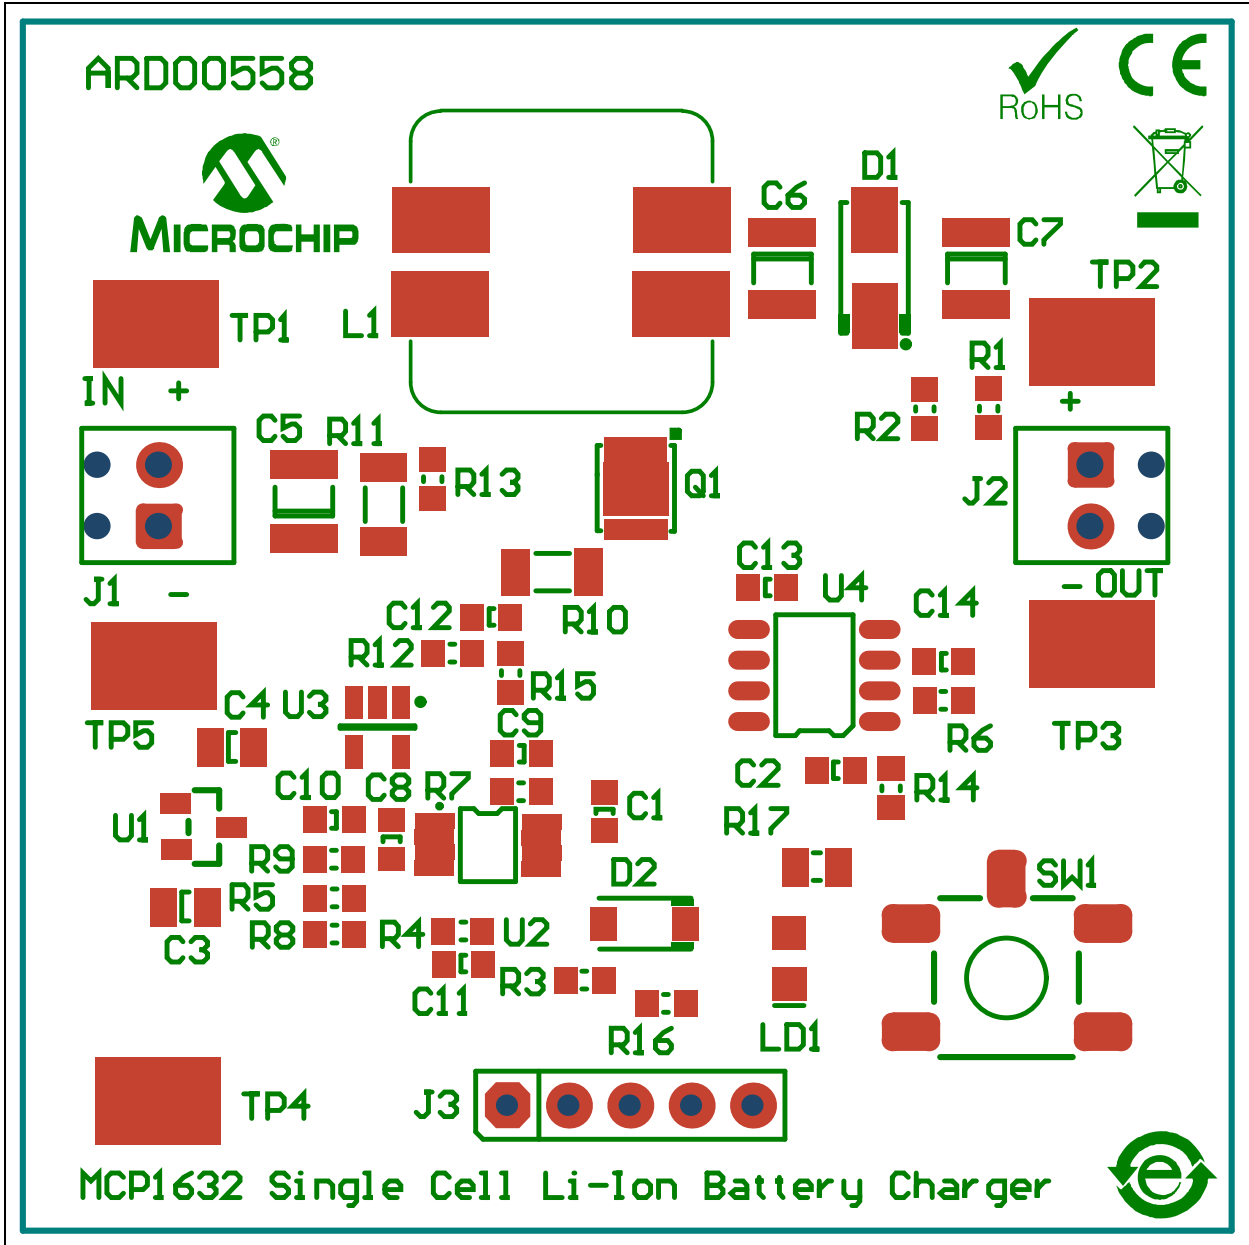 ARD00558
RoHS
CE
MICROCHIP ®
D1
C6
C7
TP2
TP1
L1
R1
IN +
+
C5 R11
R2
R13
Q1
J2
C13
J1 -
- OUT
U4
C14
C12
R10
R12
R15
C4 U3
C9
TP5
R6
TP3
C10 C8 R7
C2
R14
C1
R17
U1
R9
D2
SW1
R5
R8
R4
U2
C3
R3
C11
R16
LD1
TP4
J3
MCP1632 Single Cell Li-Ion Battery Charger
e